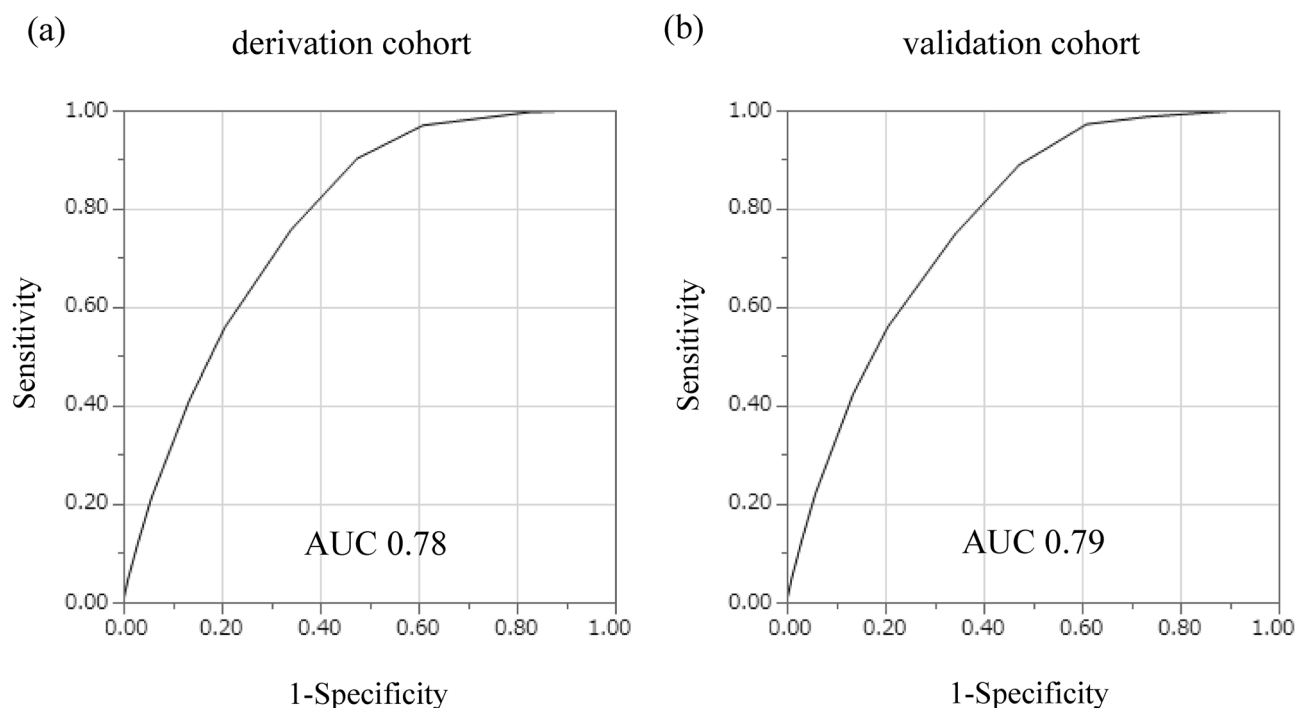 (a)
derivation cohort
1.00
0.80
0.60
0.40
0.20
0.00
Sensitivity
AUC 0.78
0.00 0.20 0.40 0.60 0.80 1.00
1-Specificity
(b)
validation cohort
1.00
0.80
0.60
0.40
0.20
0.00
Sensitivity
AUC 0.79
0.00 0.20 0.40 0.60 0.80 1.00
1-Specificity